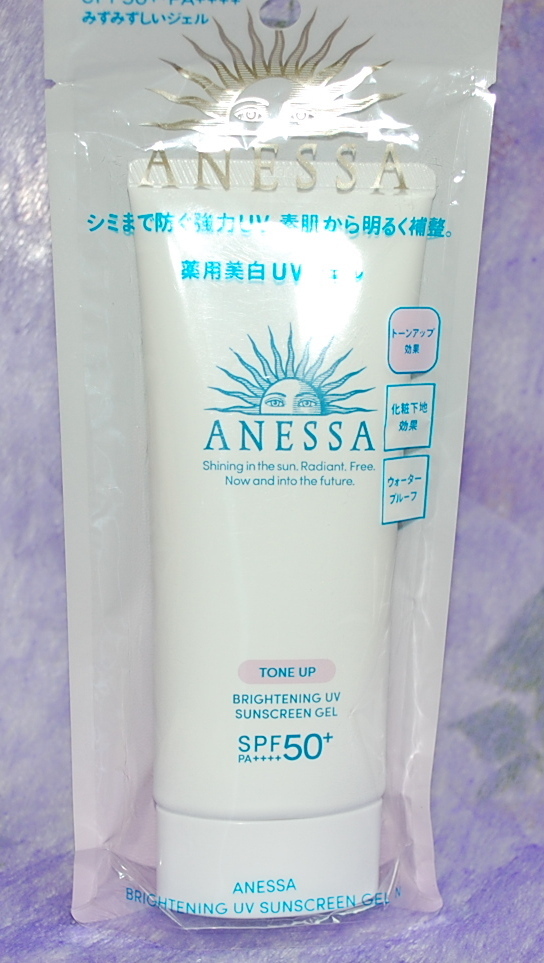 SPF50+ PA++++
みずみずしいジェル
ANESSA
シミまで防ぐ強力UV 素肌から明るく補整。
薬用美白UV
トーンアップ
効果
ANESSA
化粧下地
効果
Shining in the sun. Radiant. Free.
Now and into the future.
ウォーター
プルーフ
TONE UP
BRIGHTENING UV
SUNSCREEN GEL
SPF50+
PA++++
ANESSA
BRIGHTENING UV SUNSCREEN GEL N